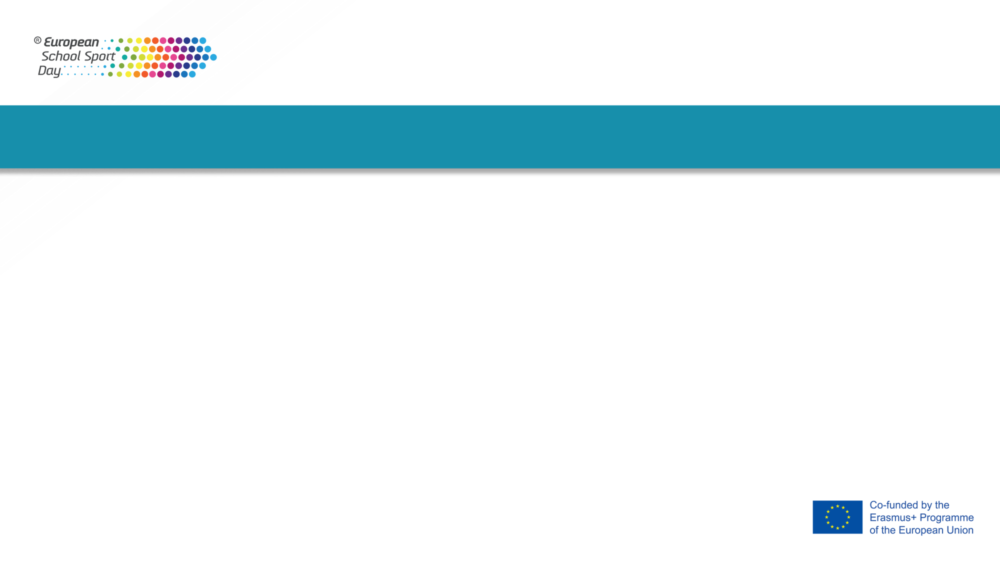 ® European
School Sport
Day
Co-funded by the
Erasmus+ Programme
of the European Union